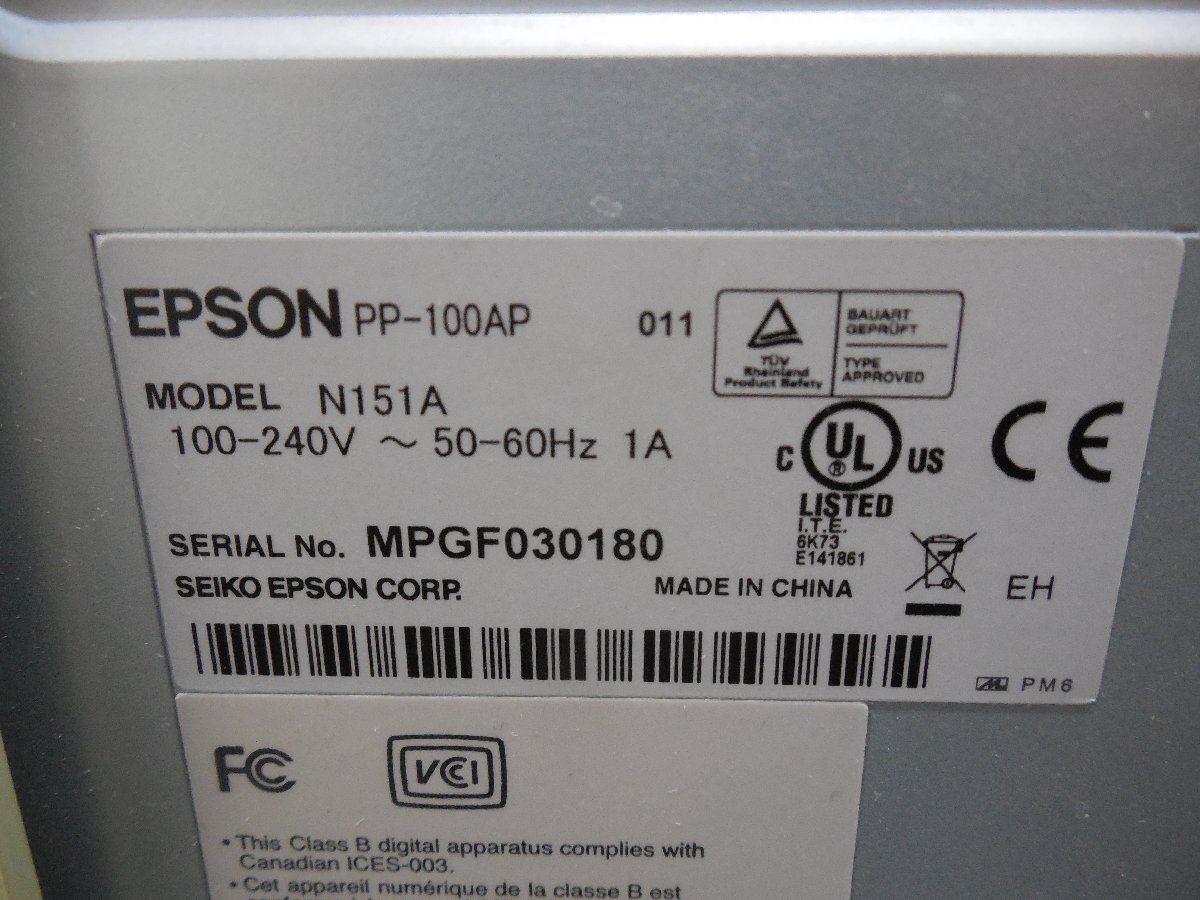 EPSON PP-100AP 011
TÜV
Rheinland
Product Safety
BAUART
GEPRÜFT
TYPE
APPROVED
MODEL N151A
100-240V ～ 50-60Hz 1A
C UL ® US
LISTED
I.T.E.
6K73
E141861
CE
SERIAL No. MPGF030180
SEIKO EPSON CORP. MADE IN CHINA
EH
PM6
FC
VCCI
• This Class B digital apparatus complies with
Canadian ICES-003.
• Cet appareil numérique de la classe B est